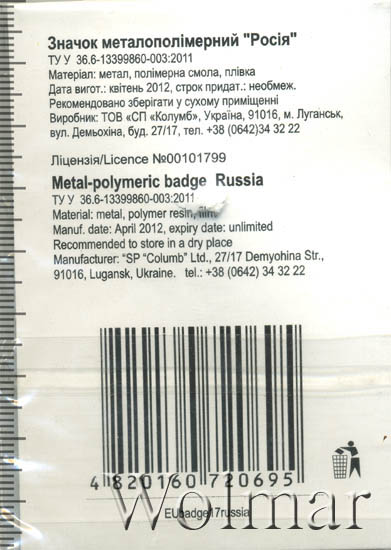 Значок металополімерний "Росія"
ТУ У 36.6-13399860-003:2011
Матеріал: метал, полімерна смола, плівка
Дата вигот.: квітень 2012, строк придат.: необмеж.
Рекомендовано зберігати у сухому приміщенні
Виробник: ТОВ «СП «Колумб», Україна, 91016, м. Луганськ,
вул. Демьохіна, буд. 27/17, тел. +38 (0642)34 32 22
Ліцензія/Licence №00101799
Metal-polymeric badge Russia
ТУ У 36.6-13399860-003:2011
Material: metal, polymer resin, film
Manuf. date: April 2012, expiry date: unlimited
Recommended to store in a dry place
Manufacturer: "SP "Columb" Ltd., 27/17 Demyohina Str.,
91016, Lugansk, Ukraine. tel.: +38 (0642) 34 32 22
4 820160 720695
EUbadge17russia
Wolmar